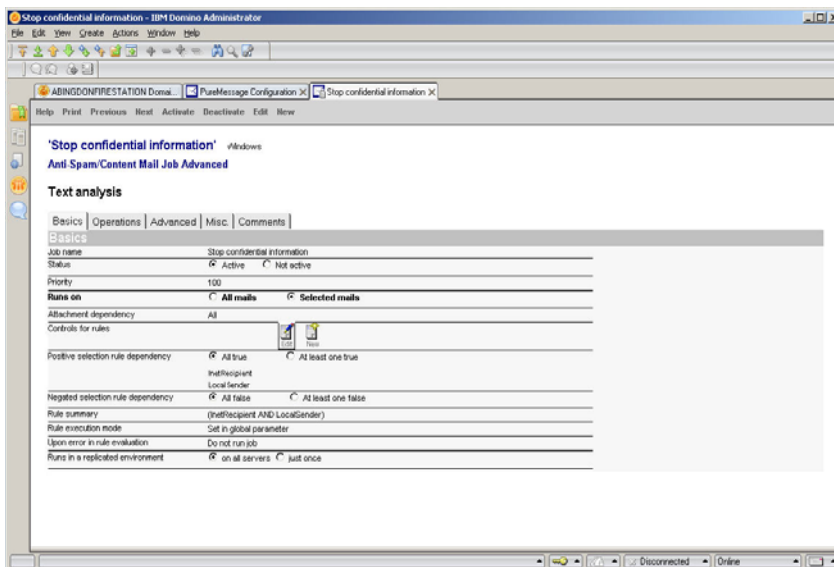 Stop confidential information - IBM Domino Administrator
File Edit View Create Actions Window Help
ABINGDONFIRESTATION Domai... PureMessage Configuration Stop confidential information
Help Print Previous Next Activate Deactivate Edit New
'Stop confidential information' Windows
Anti-Spam/Content Mail Job Advanced
Text analysis
Basics Operations Advanced Misc. Comments
Basics
Job name Stop confidential information
Status Active Not active
Priority 100
Runs on All mails Selected mails
Attachment dependency All
Controls for rules Edit New
Positive selection rule dependency All true At least one true
InetRecipient
LocalSender
Negated selection rule dependency All false At least one false
Rule summary (InetRecipient AND LocalSender)
Rule execution mode Set in global parameter
Upon error in rule evaluation Do not run job
Runs in a replicated environment on all servers just once
Disconnected Online